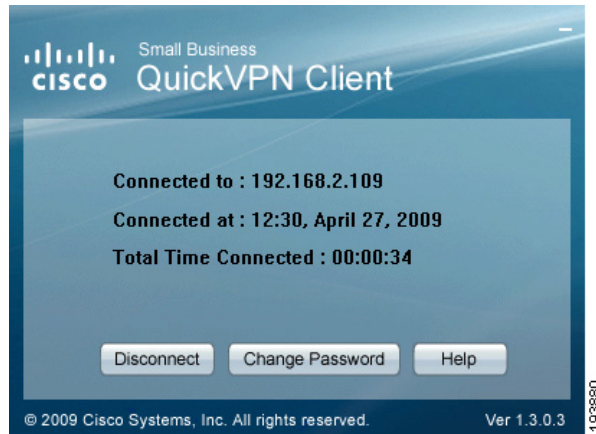 Small Business
CISCO QuickVPN Client
Connected to : 192.168.2.109
Connected at : 12:30, April 27, 2009
Total Time Connected : 00:00:34
Disconnect Change Password Help
© 2009 Cisco Systems, Inc. All rights reserved. Ver 1.3.0.3
193880